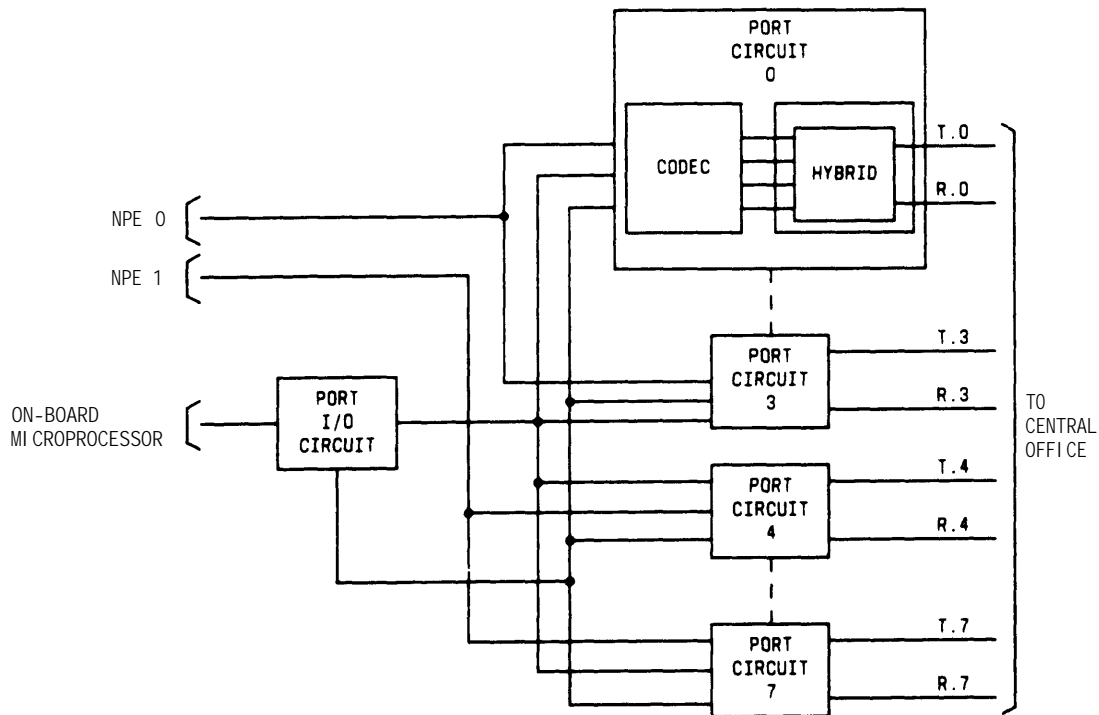 PORT
CIRCUIT
0
CODEC
HYBRID
T.0
R.0
NPE 0
NPE 1
PORT
CIRCUIT
3
T.3
R.3
ON-BOARD
MICROPROCESSOR
PORT
I/O
CIRCUIT
TO
CENTRAL
OFFICE
PORT
CIRCUIT
4
T.4
R.4
PORT
CIRCUIT
7
T.7
R.7